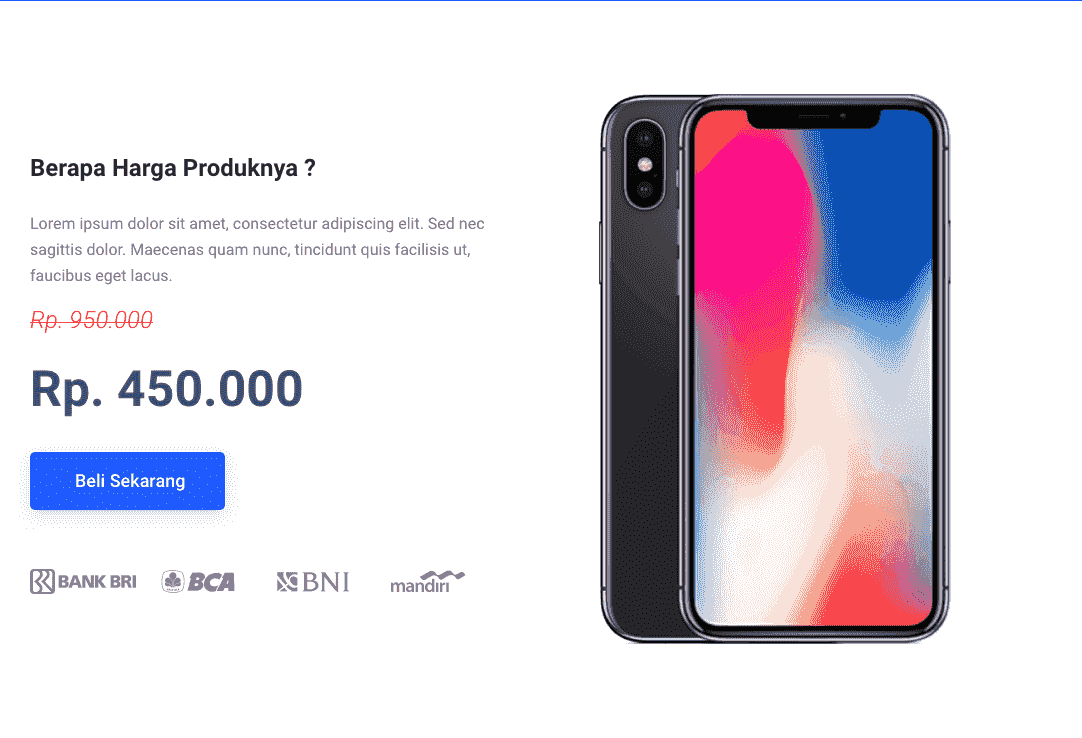 Berapa Harga Produknya ?
Lorem ipsum dolor sit amet, consectetur adipiscing elit. Sed nec
sagittis dolor. Maecenas quam nunc, tincidunt quis facilisis ut,
faucibus eget lacus.
Rp. 950.000
Rp. 450.000
Beli Sekarang
BANK BRI BCA BNI mandiri